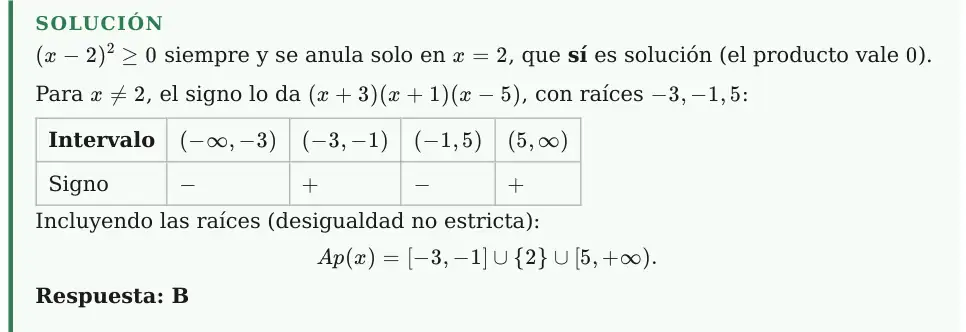 SOLUCIÓN
(x − 2)² ≥ 0 siempre y se anula solo en x = 2, que sí es solución (el producto vale 0).
Para x ≠ 2, el signo lo da (x + 3)(x + 1)(x − 5), con raíces −3, −1, 5:
Intervalo (−∞, −3) (−3, −1) (−1, 5) (5, ∞)
Signo − + − +
Incluyendo las raíces (desigualdad no estricta):
Ap(x) = [−3, −1] ∪ {2} ∪ [5, +∞).
Respuesta: B